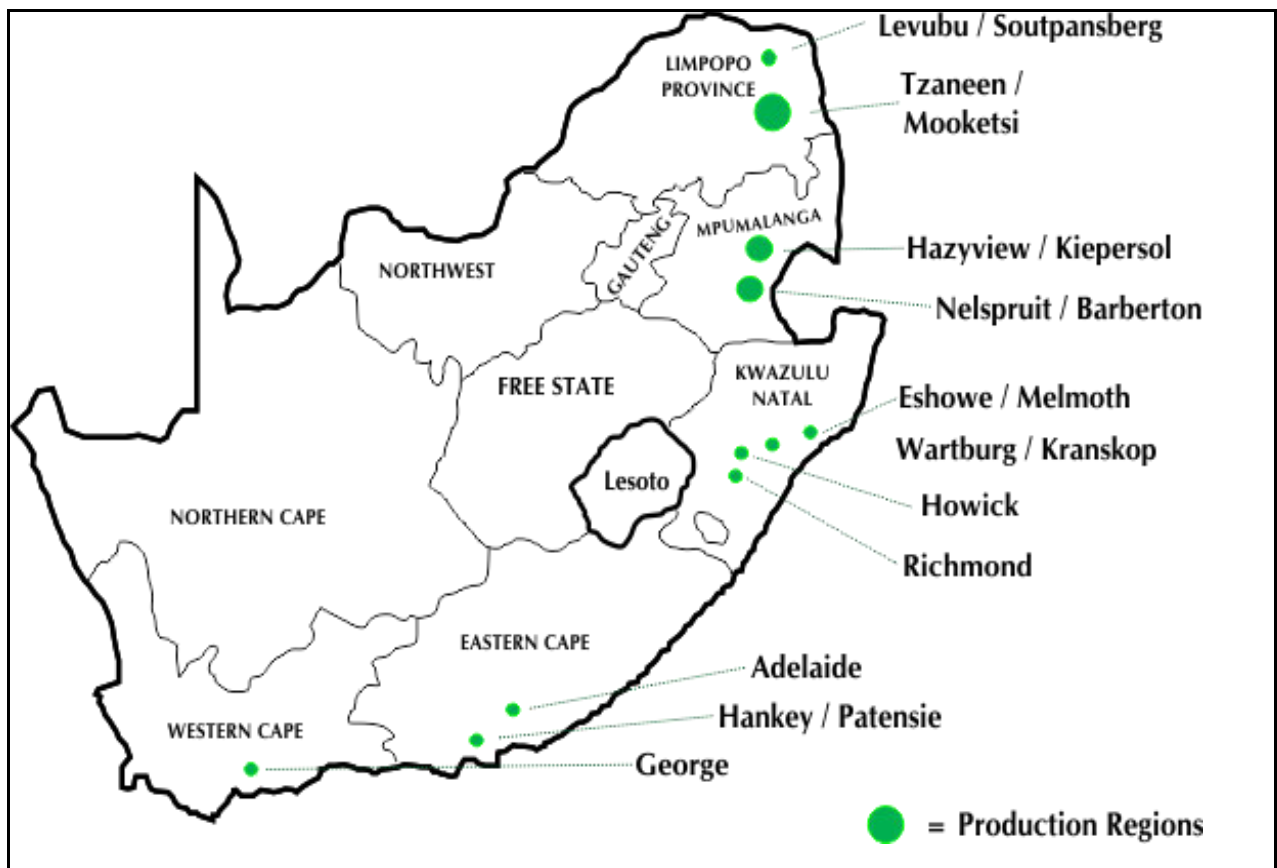 Levubu / Soutpansberg
LIMPOPO
PROVINCE
Tzaneen /
Mooketsi
MPUMALANGA
GAUTENG
NORTHWEST
Hazyview / Kiepersol
Nelspruit / Barberton
FREE STATE
KWAZULU
NATAL
Eshowe / Melmoth
Wartburg / Kranskop
Lesoto
Howick
NORTHERN CAPE
Richmond
EASTERN CAPE
Adelaide
Hankey / Patensie
WESTERN CAPE
George
= Production Regions